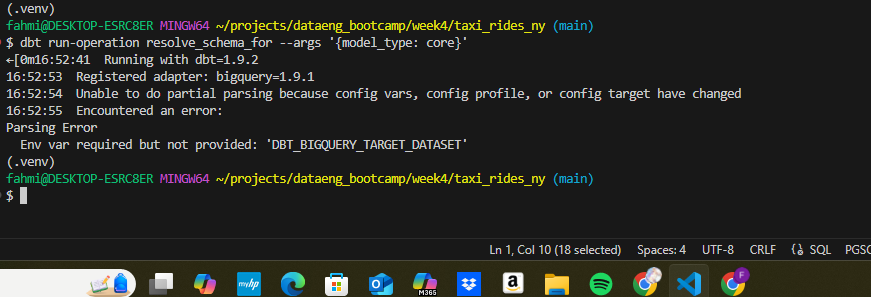 (.venv)
fahmi@DESKTOP-ESRC8ER MINGW64 ~/projects/dataeng_bootcamp/week4/taxi_rides_ny (main)
$ dbt run-operation resolve_schema_for --args '{model_type: core}'
←[0m16:52:41  Running with dbt=1.9.2
16:52:53  Registered adapter: bigquery=1.9.1
16:52:54  Unable to do partial parsing because config vars, config profile, or config target have changed
16:52:55  Encountered an error:
Parsing Error
  Env var required but not provided: 'DBT_BIGQUERY_TARGET_DATASET'
(.venv)
fahmi@DESKTOP-ESRC8ER MINGW64 ~/projects/dataeng_bootcamp/week4/taxi_rides_ny (main)
$
Ln 1, Col 10 (18 selected) Spaces: 4 UTF-8 CRLF SQL PGSC
myhp M365 a F